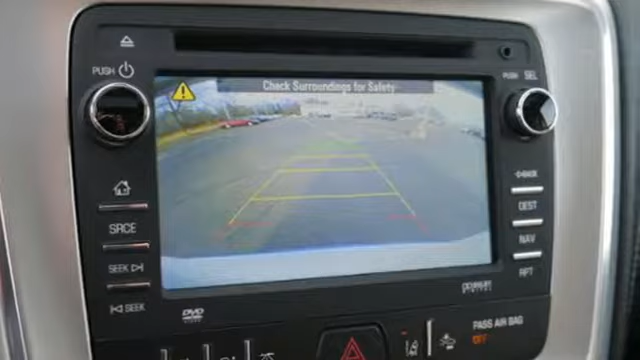 PUSH
Check Surroundings for Safety
PUSH SEL
BACK
SRCE
DEST
SEEK
NAV
SEEK
RPT
DVD
PASS AIR BAG
OFF